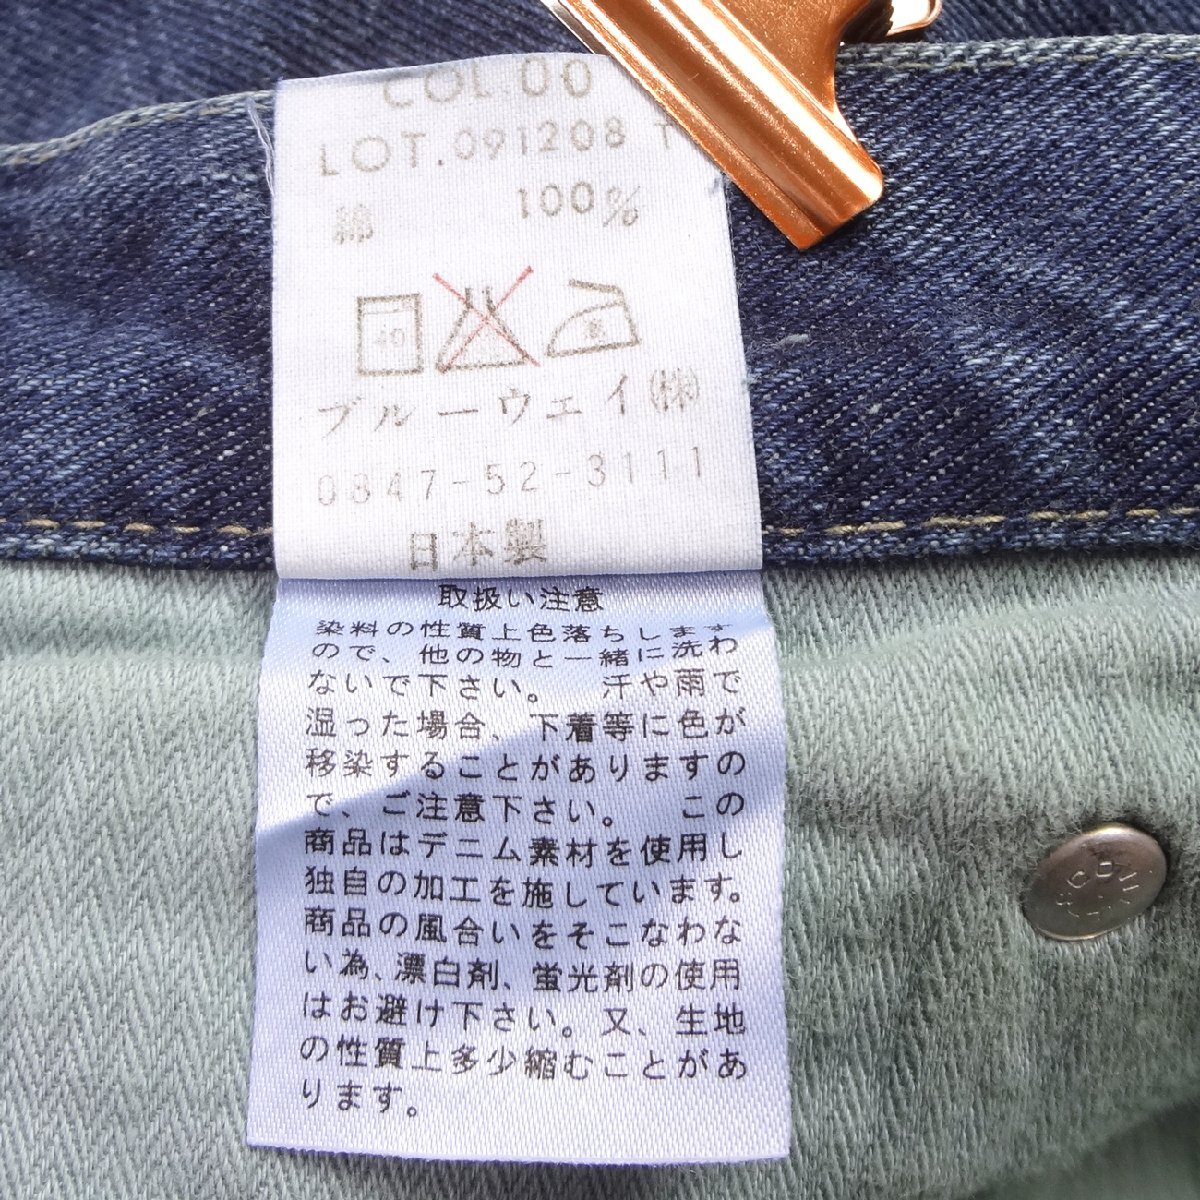 COL.00
LOT.091208 T
綿 100%
40
ブルーウェイ(株)
0847-52-3111
日本製
取扱い注意
染料の性質上色落ちします
ので、他の物と一緒に洗わ
ないで下さい。 汗や雨で
湿った場合、下着等に色が
移染することがありますの
で、ご注意下さい。 この
商品はデニム素材を使用し
独自の加工を施しています。
商品の風合いをそこなわな
い為、漂白剤、蛍光剤の使用
はお避け下さい。又、生地
の性質上多少縮むことがあ
ります。